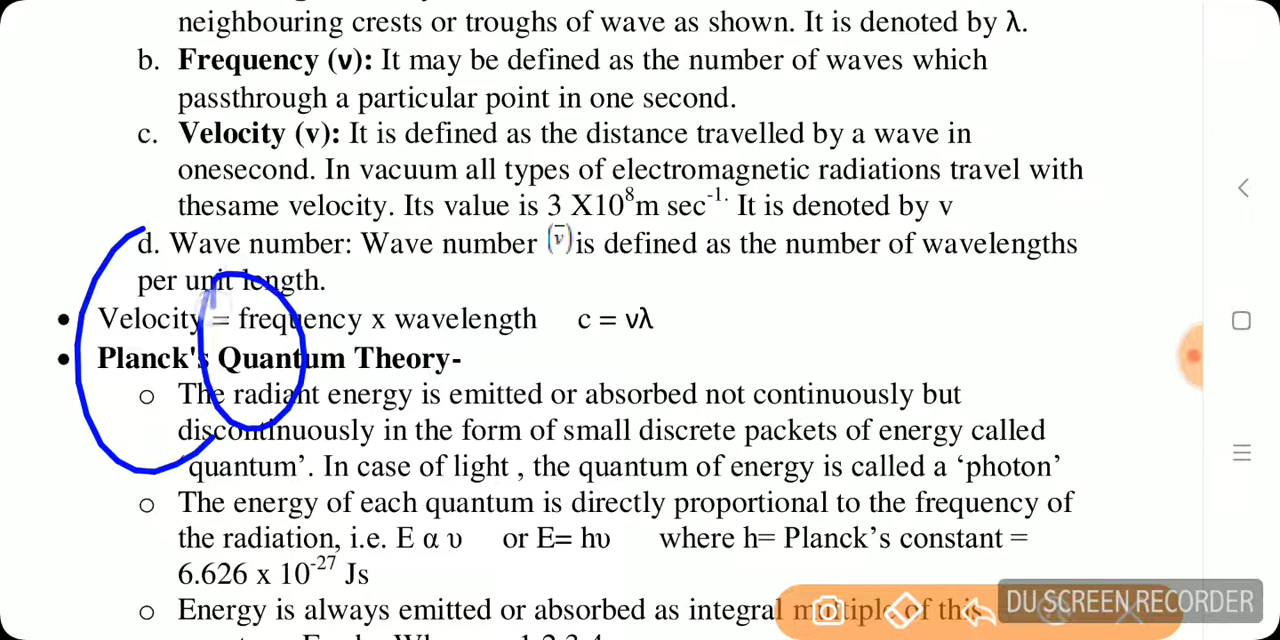 neighbouring crests or troughs of wave as shown. It is denoted by λ.
b. Frequency (ν): It may be defined as the number of waves which
passthrough a particular point in one second.
c. Velocity (v): It is defined as the distance travelled by a wave in
onesecond. In vacuum all types of electromagnetic radiations travel with
thesame velocity. Its value is 3 X10⁸m sec⁻¹. It is denoted by v
d. Wave number: Wave number (ν̅) is defined as the number of wavelengths
per unit length.
• Velocity = frequency x wavelength c = νλ
• Planck's Quantum Theory-
o The radiant energy is emitted or absorbed not continuously but
discontinuously in the form of small discrete packets of energy called
‘quantum’. In case of light , the quantum of energy is called a ‘photon’
o The energy of each quantum is directly proportional to the frequency of
the radiation, i.e. E α υ or E= hυ where h= Planck’s constant =
6.626 x 10⁻²⁷ Js
o Energy is always emitted or absorbed as integral multiple of this
DU SCREEN RECORDER